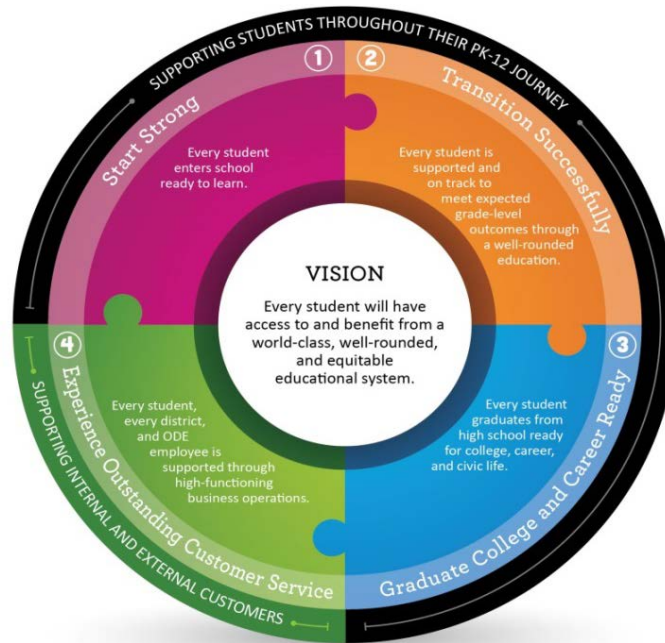 SUPPORTING STUDENTS THROUGHOUT THEIR PK-12 JOURNEY
①
Start Strong
Every student
enters school
ready to learn.
②
Transition Successfully
Every student is
supported and
on track to
meet expected
grade-level
outcomes through
a well-rounded
education.
VISION
Every student will have
access to and benefit from a
world-class, well-rounded,
and equitable
educational system.
③
Graduate College and Career Ready
Every student
graduates from
high school ready
for college, career,
and civic life.
④
Experience Outstanding Customer Service
Every student,
every district,
and ODE
employee is
supported through
high-functioning
business operations.
SUPPORTING INTERNAL AND EXTERNAL CUSTOMERS